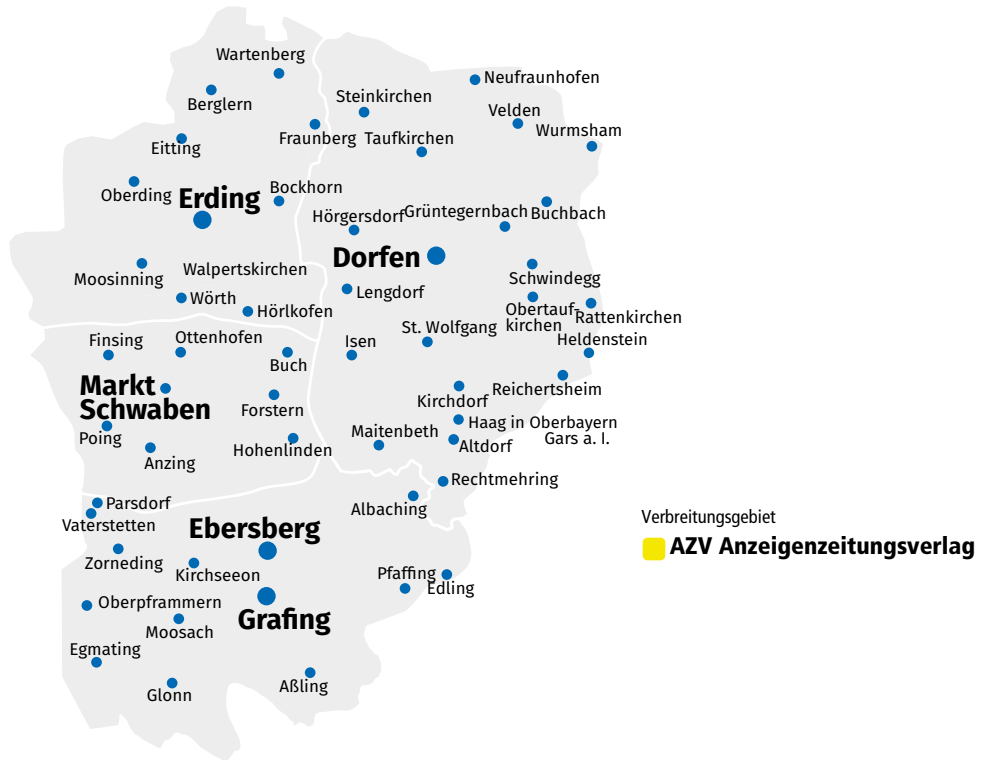 Wartenberg
Neufraunhofen
Berglern
Steinkirchen
Velden
Fraunberg
Taufkirchen
Wurmsham
Eitting
Oberding
Erding
Bockhorn
Hörgersdorf
Grüntegernbach
Buchbach
Dorfen
Moosinning
Walpertskirchen
Schwindegg
Wörth
Lengdorf
Hörlkofen
Obertauf-
kirchen
Rattenkirchen
Finsing
Ottenhofen
Isen
St. Wolfgang
Heldenstein
Buch
Markt
Schwaben
Forstern
Kirchdorf
Reichertsheim
Poing
Haag in Oberbayern
Gars a. I.
Anzing
Hohenlinden
Maitenbeth
Altdorf
Rechtmehring
Parsdorf
Vaterstetten
Albaching
Ebersberg
Zorneding
Kirchseeon
Pfaffing
Edling
Oberpframmern
Grafing
Moosach
Egmating
Glonn
Aßling
Verbreitungsgebiet
AZV Anzeigenzeitungsverlag